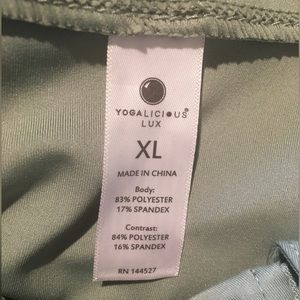 YOGALICIOUS®
LUX
XL
MADE IN CHINA
Body:
83% POLYESTER
17% SPANDEX
Contrast:
84% POLYESTER
16% SPANDEX
RN 144527